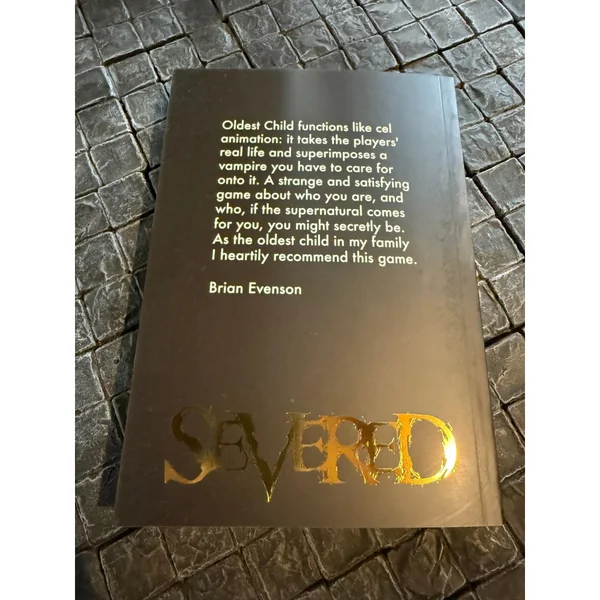 Oldest Child functions like cel
animation: it takes the players'
real life and superimposes a
vampire you have to care for
onto it. A strange and satisfying
game about who you are, and
who, if the supernatural comes
for you, you might secretly be.
As the oldest child in my family
I heartily recommend this game.
Brian Evenson
SEVERED